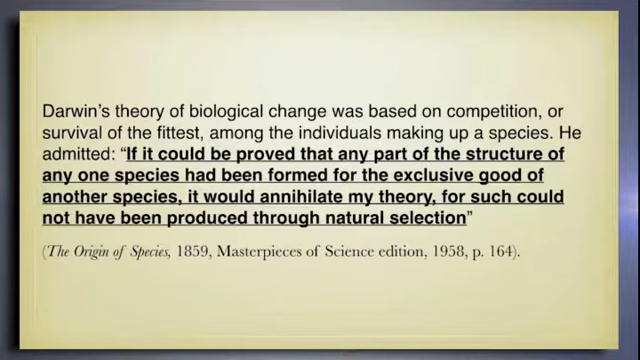 Darwin's theory of biological change was based on competition, or
survival of the fittest, among the individuals making up a species. He
admitted: “If it could be proved that any part of the structure of
any one species had been formed for the exclusive good of
another species, it would annihilate my theory, for such could
not have been produced through natural selection”
(The Origin of Species, 1859, Masterpieces of Science edition, 1958, p. 164).